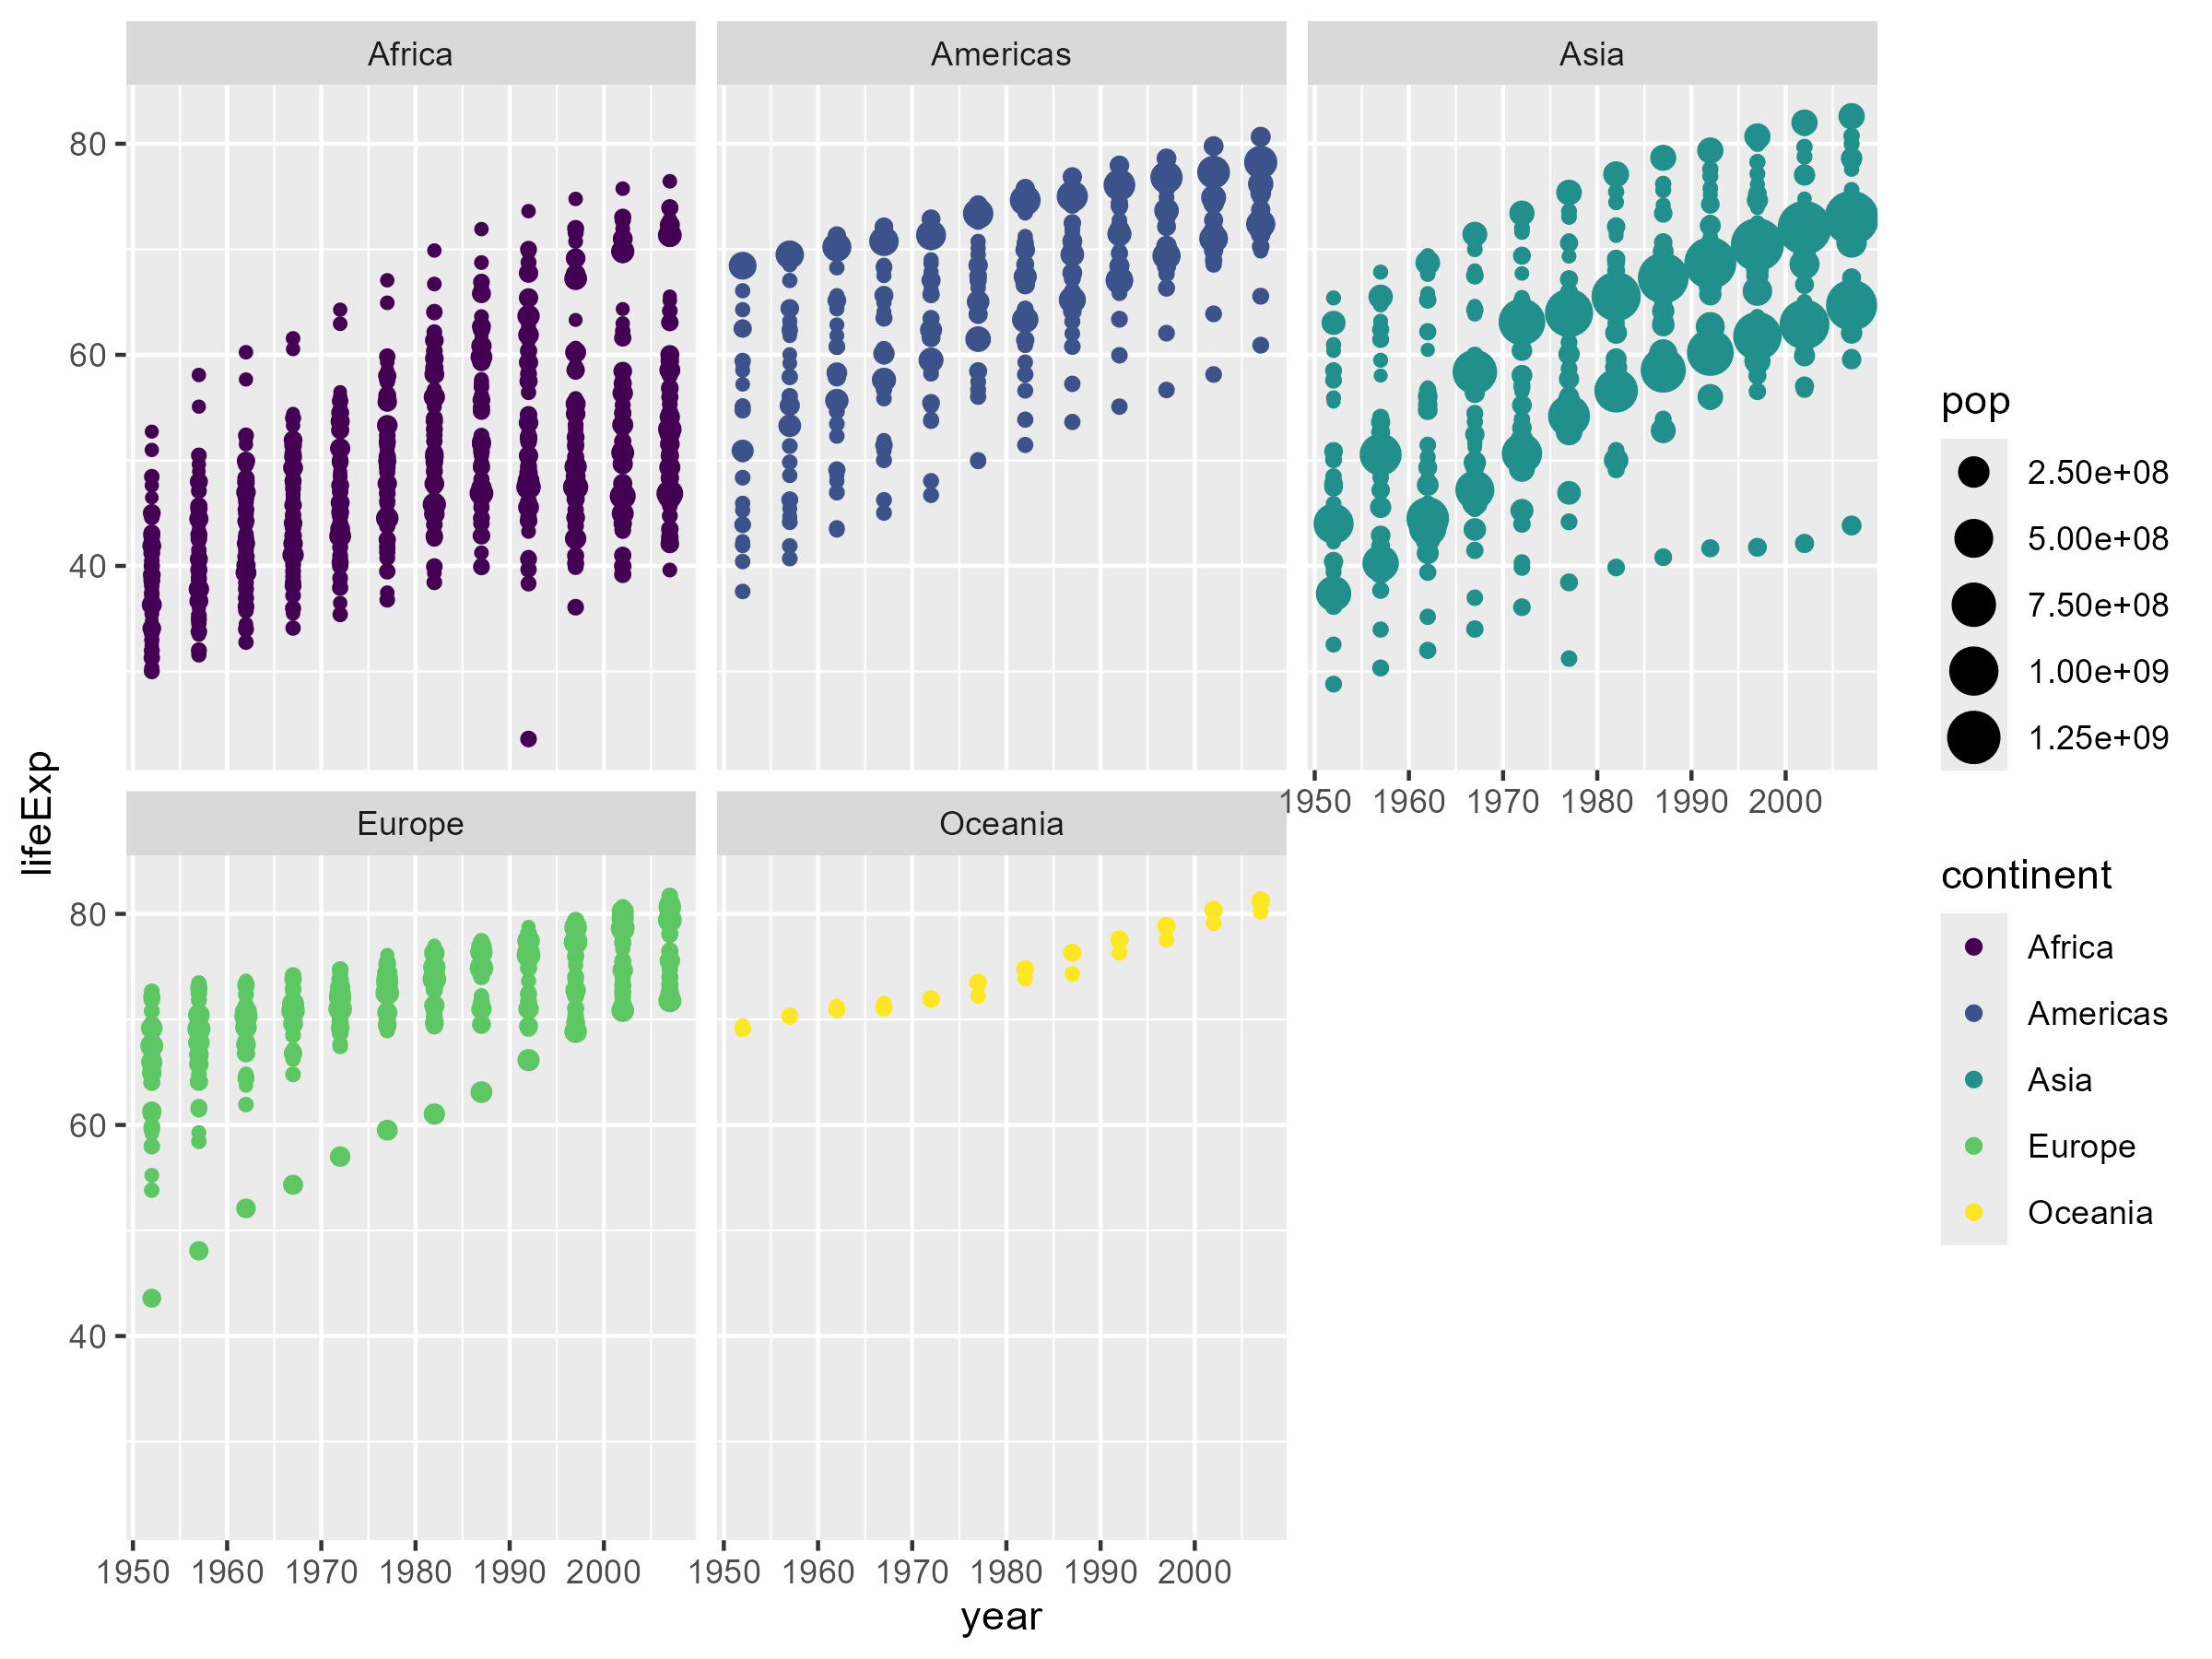 Africa
Americas
Asia
80
60
40
lifeExp
1950 1960 1970 1980 1990 2000
Europe
Oceania
80
60
40
1950 1960 1970 1980 1990 2000
1950 1960 1970 1980 1990 2000
year
pop
2.50e+08
5.00e+08
7.50e+08
1.00e+09
1.25e+09
continent
Africa
Americas
Asia
Europe
Oceania